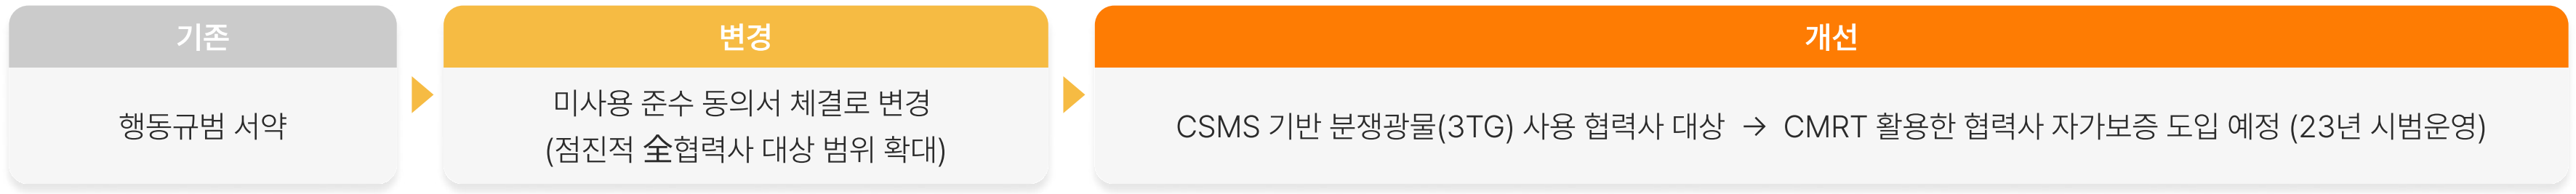 기존
행동규범 서약
변경
미사용 준수 동의서 체결로 변경
(점진적 全협력사 대상 범위 확대)
개선
CSMS 기반 분쟁광물(3TG) 사용 협력사 대상 → CMRT 활용한 협력사 자가보증 도입 예정 (23년 시범운영)